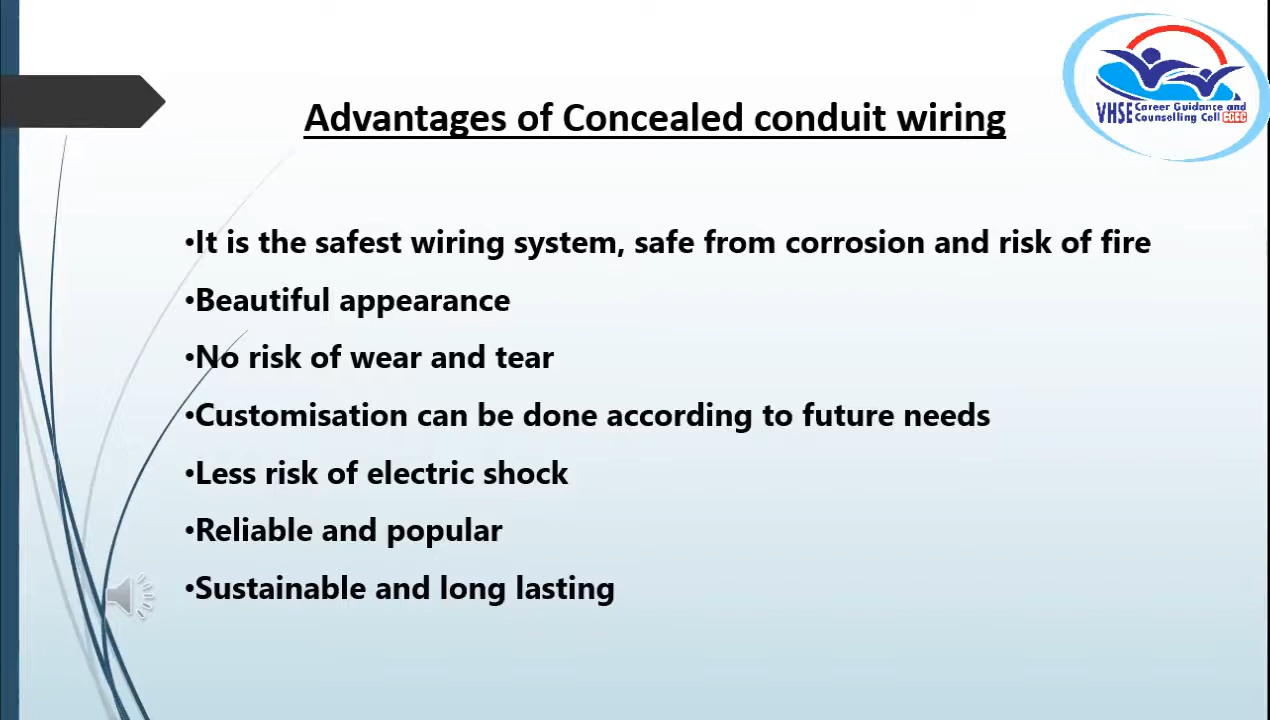 Advantages of Concealed conduit wiring
VHSE Career Guidance and
Counselling Cell CGCC
•It is the safest wiring system, safe from corrosion and risk of fire
•Beautiful appearance
•No risk of wear and tear
•Customisation can be done according to future needs
•Less risk of electric shock
•Reliable and popular
•Sustainable and long lasting